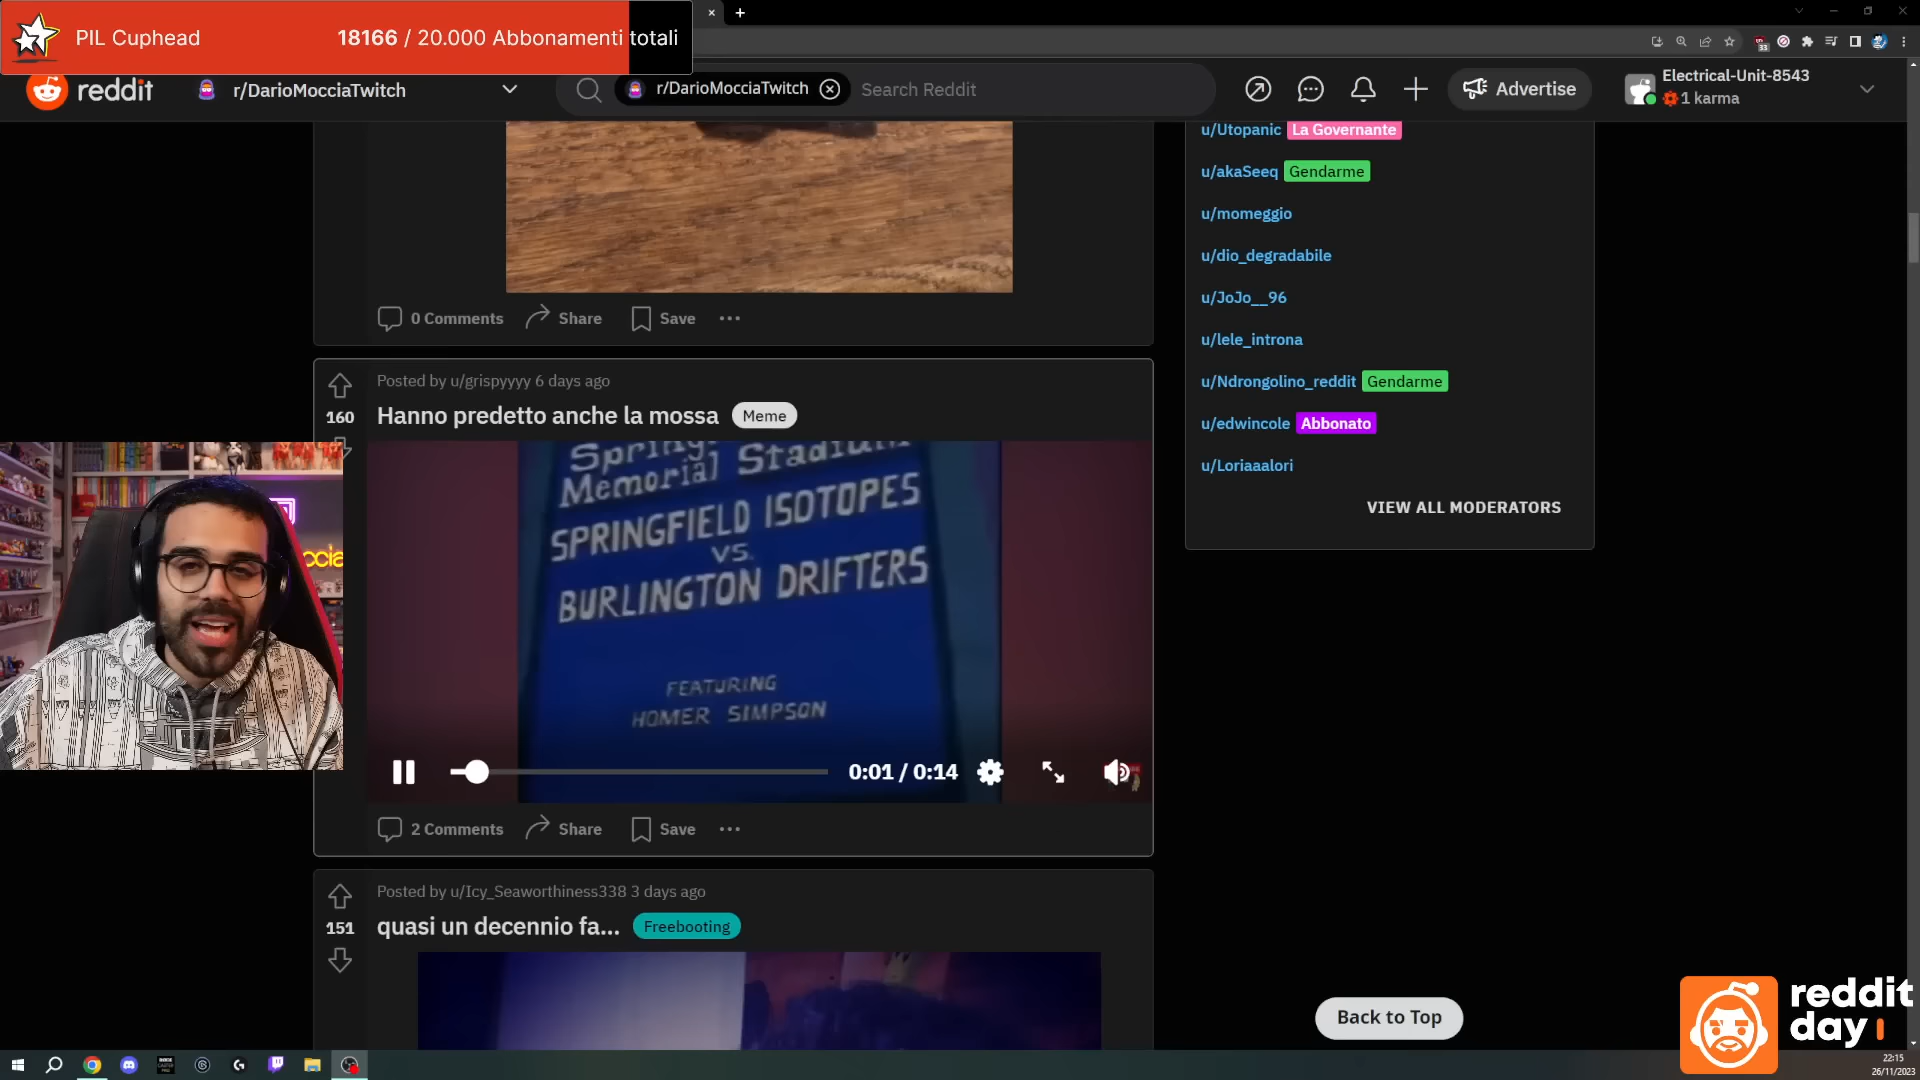 PIL Cuphead
18166 / 20.000 Abbonamenti totali
reddit
r/DarioMocciaTwitch
r/DarioMocciaTwitch
Search Reddit
Advertise
Electrical-Unit-8543
1 karma
u/Utopanic La Governante
u/akaSeeq Gendarme
u/momeggio
u/dio_degradabile
u/JoJo__96
u/lele_introna
u/Ndrongolino_reddit Gendarme
u/edwincole Abbonato
u/Loriaaalori
VIEW ALL MODERATORS
0 Comments Share Save
Posted by u/grispyyyy 6 days ago
160
Hanno predetto anche la mossa Meme
Memorial Stadium
SPRINGFIELD ISOTOPES
VS.
BURLINGTON DRIFTERS
FEATURING
HOMER SIMPSON
0:01 / 0:14
2 Comments Share Save
Posted by u/Icy_Seaworthiness338 3 days ago
151
quasi un decennio fa... Freebooting
Back to Top
reddit
day
22:15
26/11/2023
33